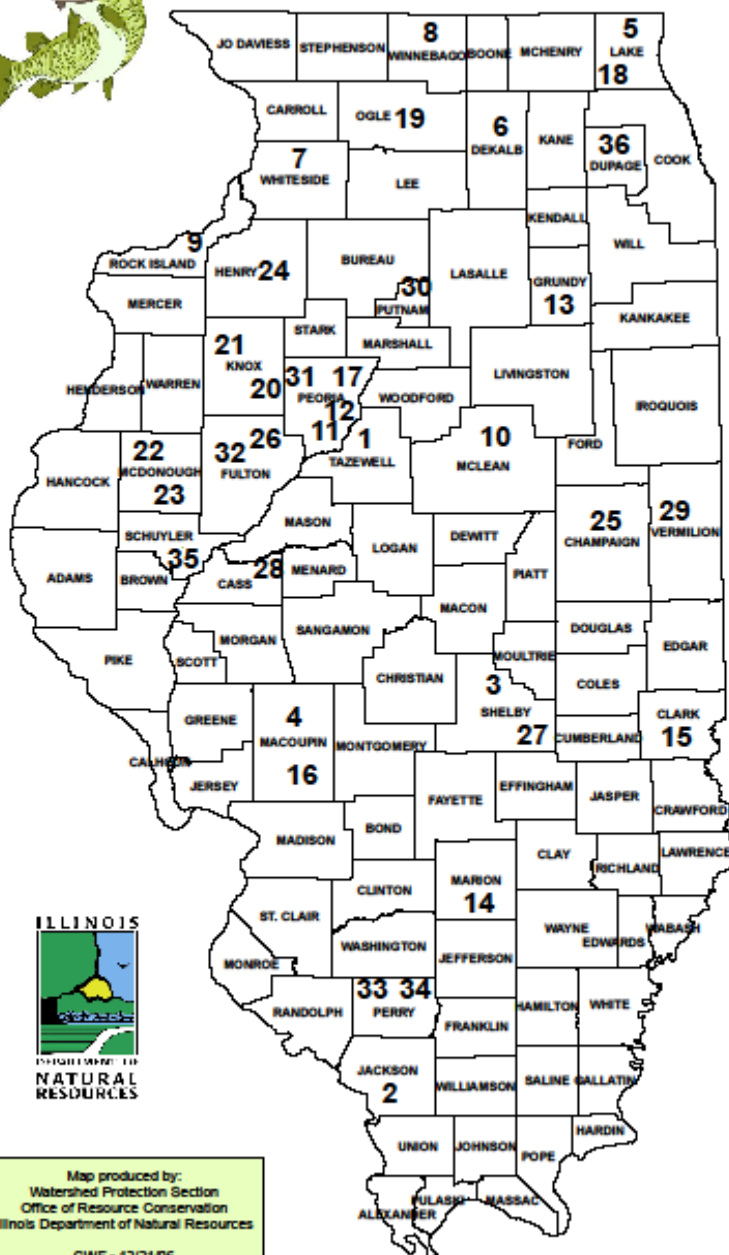 JO DAVIESS
STEPHENSON
8
WINNEBAGO
BOONE
MCHENRY
5
LAKE
18
CARROLL
OGLE 19
6
DEKALB
KANE
36
DUPAGE
COOK
7
WHITESIDE
LEE
KENDALL
WILL
9
ROCK ISLAND
HENRY 24
BUREAU
LASALLE
GRUNDY
13
30
PUTNAM
MERCER
KANKAKEE
STARK
MARSHALL
21
KNOX
20
31 17
PEORIA
12
11
HENDERSON
WARREN
WOODFORD
LIVINGSTON
IROQUOIS
1
TAZEWELL
10
MCLEAN
FORD
HANCOCK
22
MCDONOUGH
23
32 26
FULTON
MASON
SCHUYLER
35
LOGAN
DEWITT
25
CHAMPAIGN
29
VERMILION
ADAMS
BROWN
CASS 28
MENARD
PIATT
MACON
SANGAMON
DOUGLAS
EDGAR
PIKE
SCOTT
MORGAN
CHRISTIAN
MOULTRIE
COLES
3
SHELBY
27
CUMBERLAND
CLARK
15
GREENE
4
MACOUPIN
16
MONTGOMERY
CALHOUN
JERSEY
FAYETTE
EFFINGHAM
JASPER
CRAWFORD
MADISON
BOND
CLAY
RICHLAND
LAWRENCE
CLINTON
MARION
14
ST. CLAIR
WAYNE
EDWARDS
WABASH
WASHINGTON
JEFFERSON
MONROE
RANDOLPH
33 34
PERRY
HAMILTON
WHITE
FRANKLIN
JACKSON
2
WILLIAMSON
SALINE
GALLATIN
UNION
JOHNSON
POPE
HARDIN
ALEXANDER
PULASKI
MASSAC
ILLINOIS
DEPARTMENT OF
NATURAL
RESOURCES
Map produced by:
Watershed Protection Section
Office of Resource Conservation
Illinois Department of Natural Resources